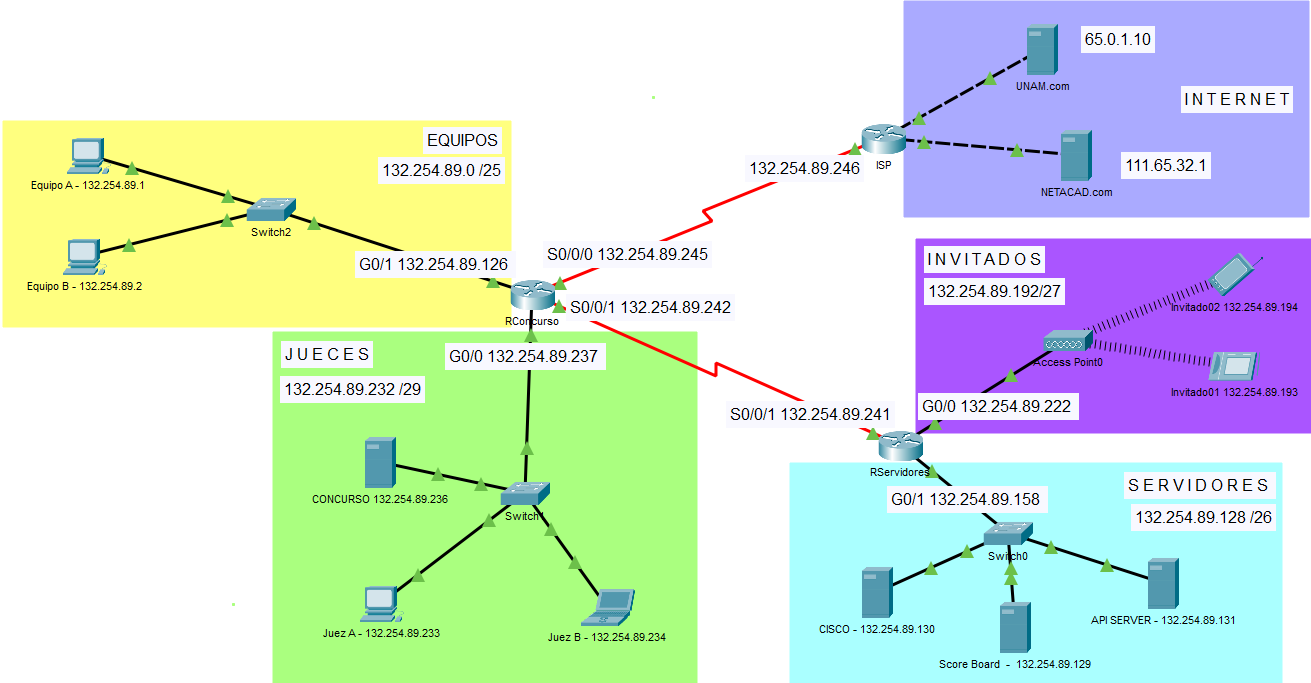 EQUIPOS
132.254.89.0 /25
Equipo A - 132.254.89.1
Switch2
Equipo B - 132.254.89.2
G0/1 132.254.89.126
S0/0/0 132.254.89.245
S0/0/1 132.254.89.242
RConcurso
132.254.89.246
ISP
65.0.1.10
UNAM.com
INTERNET
111.65.32.1
NETACAD.com
JUECES
132.254.89.232 /29
G0/0 132.254.89.237
CONCURSO 132.254.89.236
Switch1
Juez A - 132.254.89.233
Juez B - 132.254.89.234
INVITADOS
132.254.89.192/27
Invitado02 132.254.89.194
Access Point0
Invitado01 132.254.89.193
G0/0 132.254.89.222
S0/0/1 132.254.89.241
RServidores
SERVIDORES
G0/1 132.254.89.158
132.254.89.128 /26
Switch0
CISCO - 132.254.89.130
API SERVER - 132.254.89.131
Score Board - 132.254.89.129